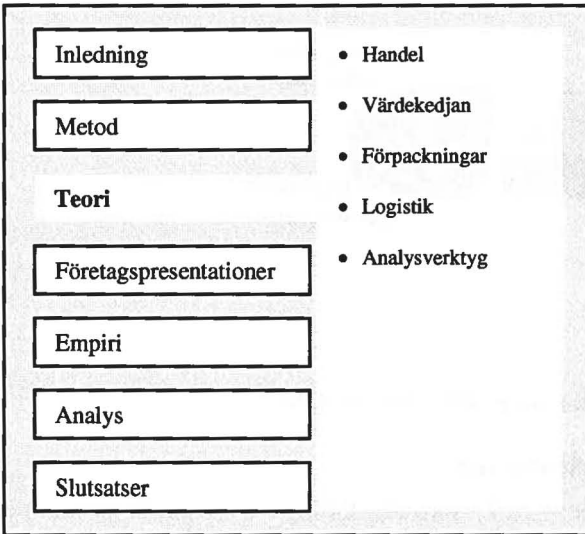 Inledning
Metod
Teori
Företagspresentationer
Empiri
Analys
Slutsatser
• Handel
• Värdekedjan
• Förpackningar
• Logistik
• Analysverktyg